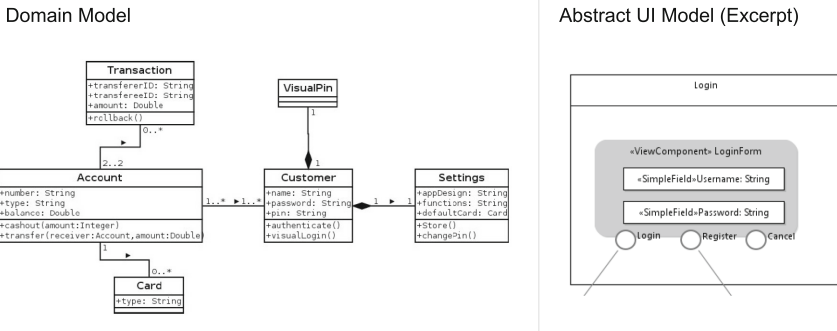 Domain Model
Abstract UI Model (Excerpt)
Transaction
+transfererID: String
+transfereeID: String
+amount: Double
+rollback()
0..*
2..2
VisualPin
1
1
Account
+number: String
+type: String
+balance: Double
+cashout(amount:Integer)
+transfer(receiver:Account,amount:Double)
1..*
1..*
Customer
+name: String
+password: String
+pin: String
+authenticate()
+visualLogin()
1
1
Settings
+appDesign: String
+functions: String
+defaultCard: Card
+Store()
+changePin()
1
0..*
Card
+type: String
Login
«ViewComponent» LoginForm
«SimpleField»Username: String
«SimpleField»Password: String
Login
Register
Cancel